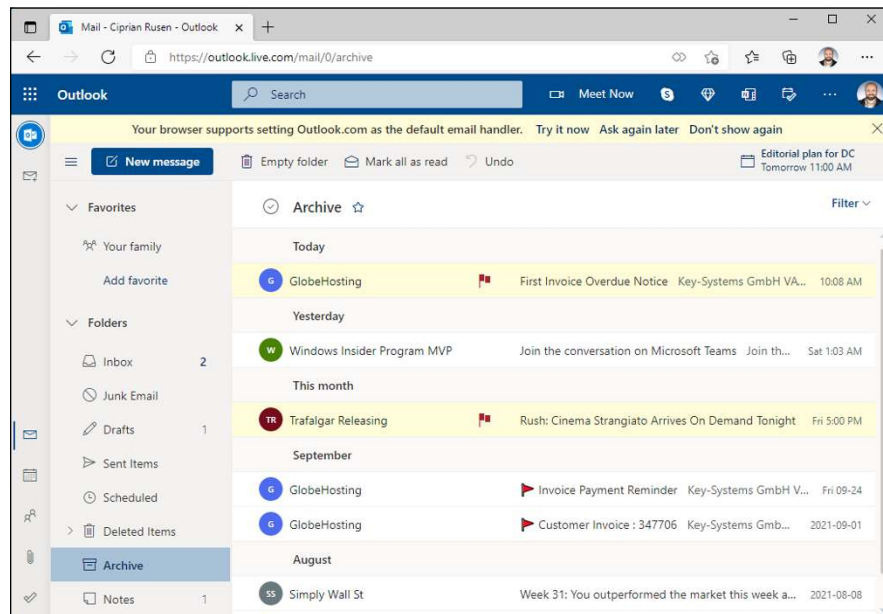 Mail - Ciprian Rusen - Outlook
https://outlook.live.com/mail/0/archive
Outlook Search Meet Now
Your browser supports setting Outlook.com as the default email handler. Try it now Ask again later Don't show again
New message Empty folder Mark all as read Undo Editorial plan for DC
Tomorrow 11:00 AM
Favorites Archive Filter
Your family Today
Add favorite G GlobeHosting First Invoice Overdue Notice Key-Systems GmbH VA... 10:08 AM
Folders Yesterday
Inbox 2 W Windows Insider Program MVP Join the conversation on Microsoft Teams Join th... Sat 1:03 AM
Junk Email This month
Drafts 1 TR Trafalgar Releasing Rush: Cinema Strangiato Arrives On Demand Tonight Fri 5:00 PM
Sent Items September
Scheduled G GlobeHosting Invoice Payment Reminder Key-Systems GmbH V... Fri 09-24
Deleted Items G GlobeHosting Customer Invoice : 347706 Key-Systems Gmb... 2021-09-01
Archive August
Notes 1 SS Simply Wall St Week 31: You outperformed the market this week a... 2021-08-08